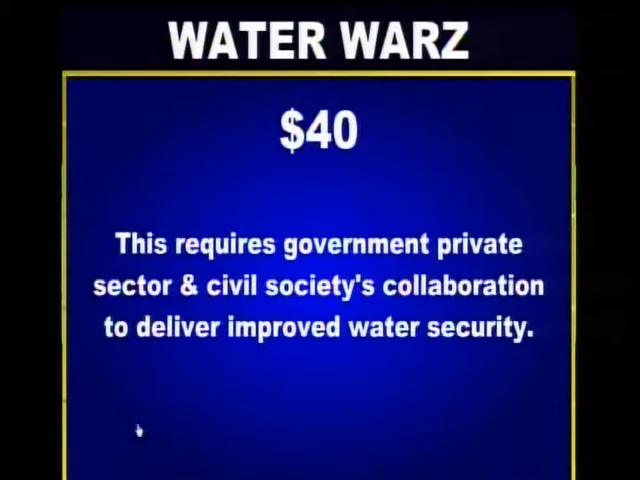 WATER WARZ
$40
This requires government private
sector & civil society's collaboration
to deliver improved water security.